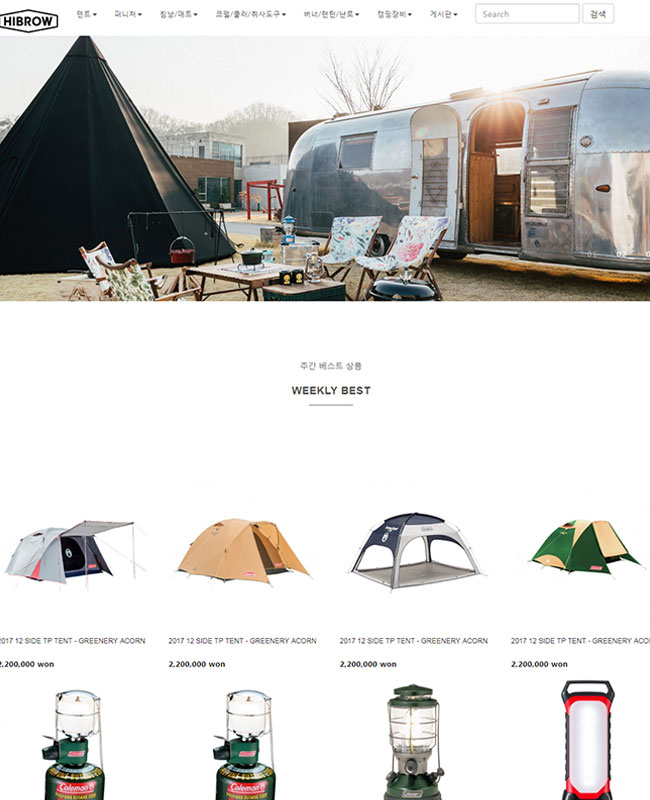 HIBROW
텐트 퍼니처 침낭/매트 코펠/쿨러/취사도구 버너/랜턴/난로 캠핑장비 게시판 Search 검색
주간 베스트 상품
WEEKLY BEST
2017 12 SIDE TP TENT - GREENERY ACORN 2017 12 SIDE TP TENT - GREENERY ACORN 2017 12 SIDE TP TENT - GREENERY ACORN 2017 12 SIDE TP TENT - GREENERY ACOR
2,200,000 won 2,200,000 won 2,200,000 won 2,200,000 won
Coleman Coleman